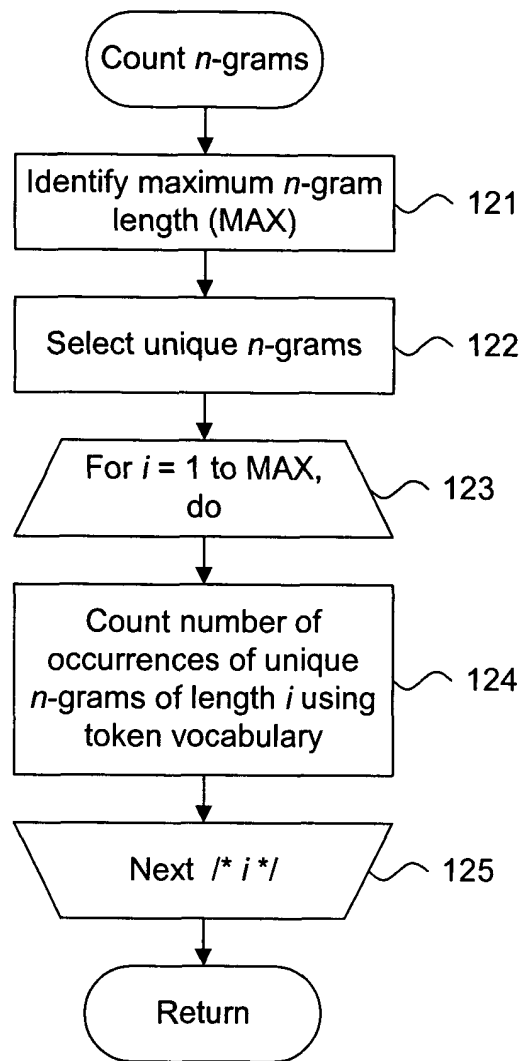 Count n-grams
Identify maximum n-gram
length (MAX)
121
Select unique n-grams
122
For i = 1 to MAX,
do
123
Count number of
occurrences of unique
n-grams of length i using
token vocabulary
124
Next /* i */
125
Return